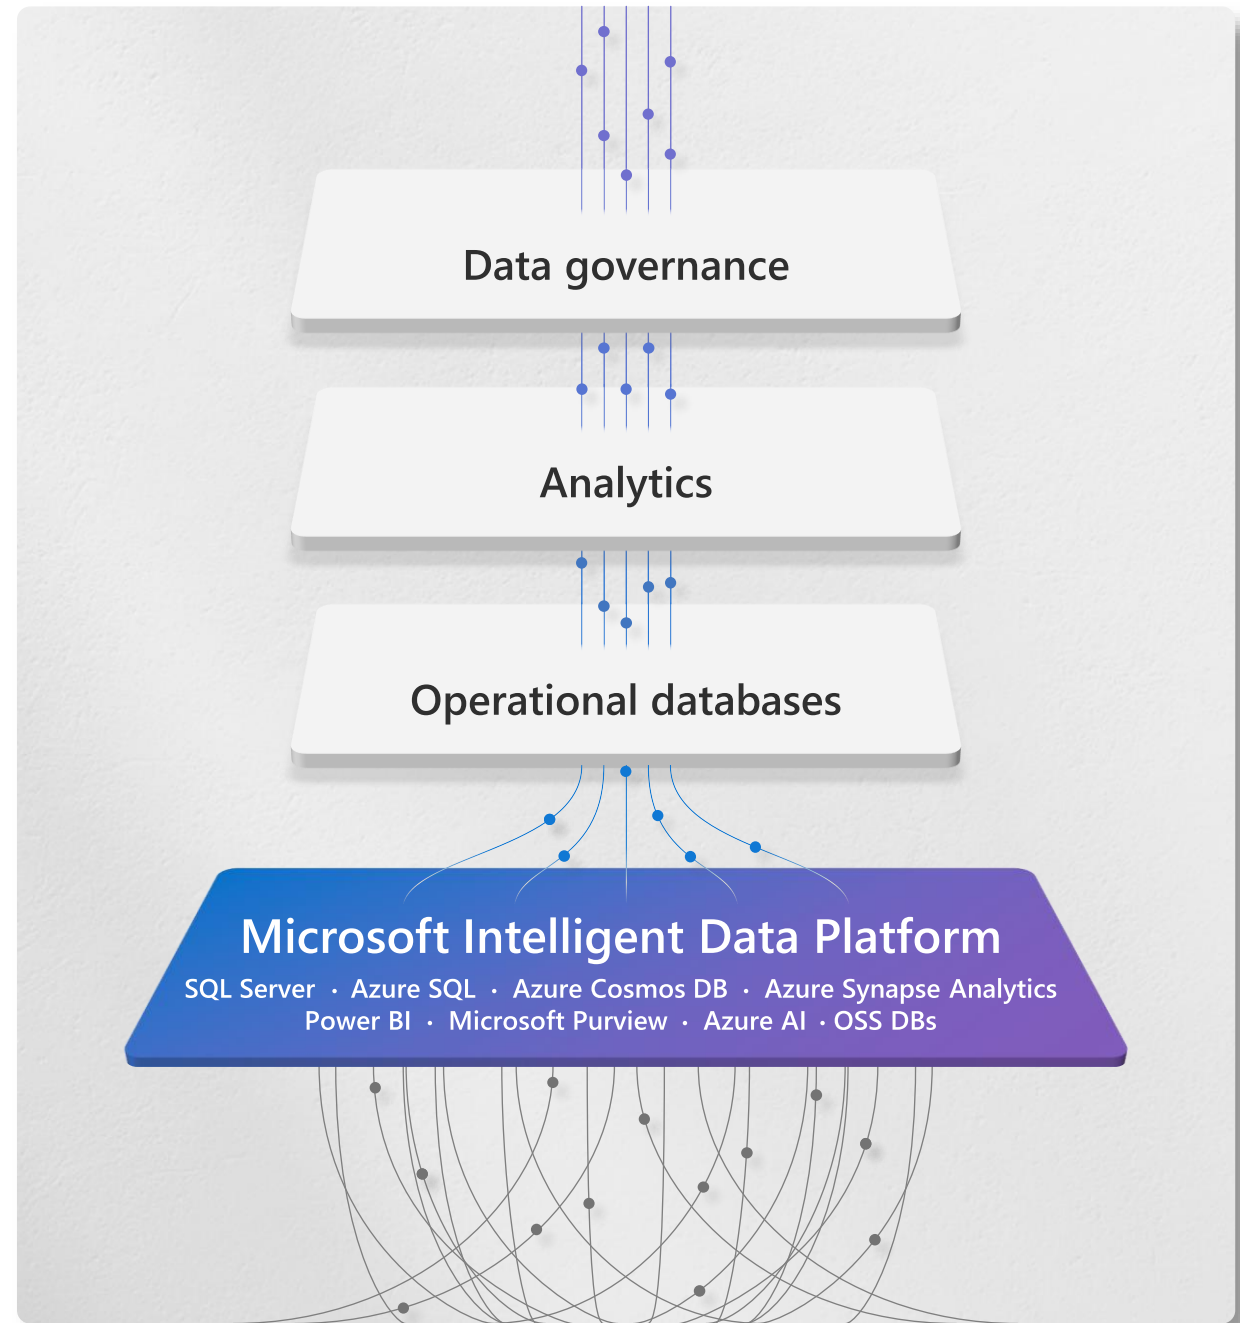 Data governance
Analytics
Operational databases
Microsoft Intelligent Data Platform
SQL Server · Azure SQL · Azure Cosmos DB · Azure Synapse Analytics
Power BI · Microsoft Purview · Azure AI · OSS DBs